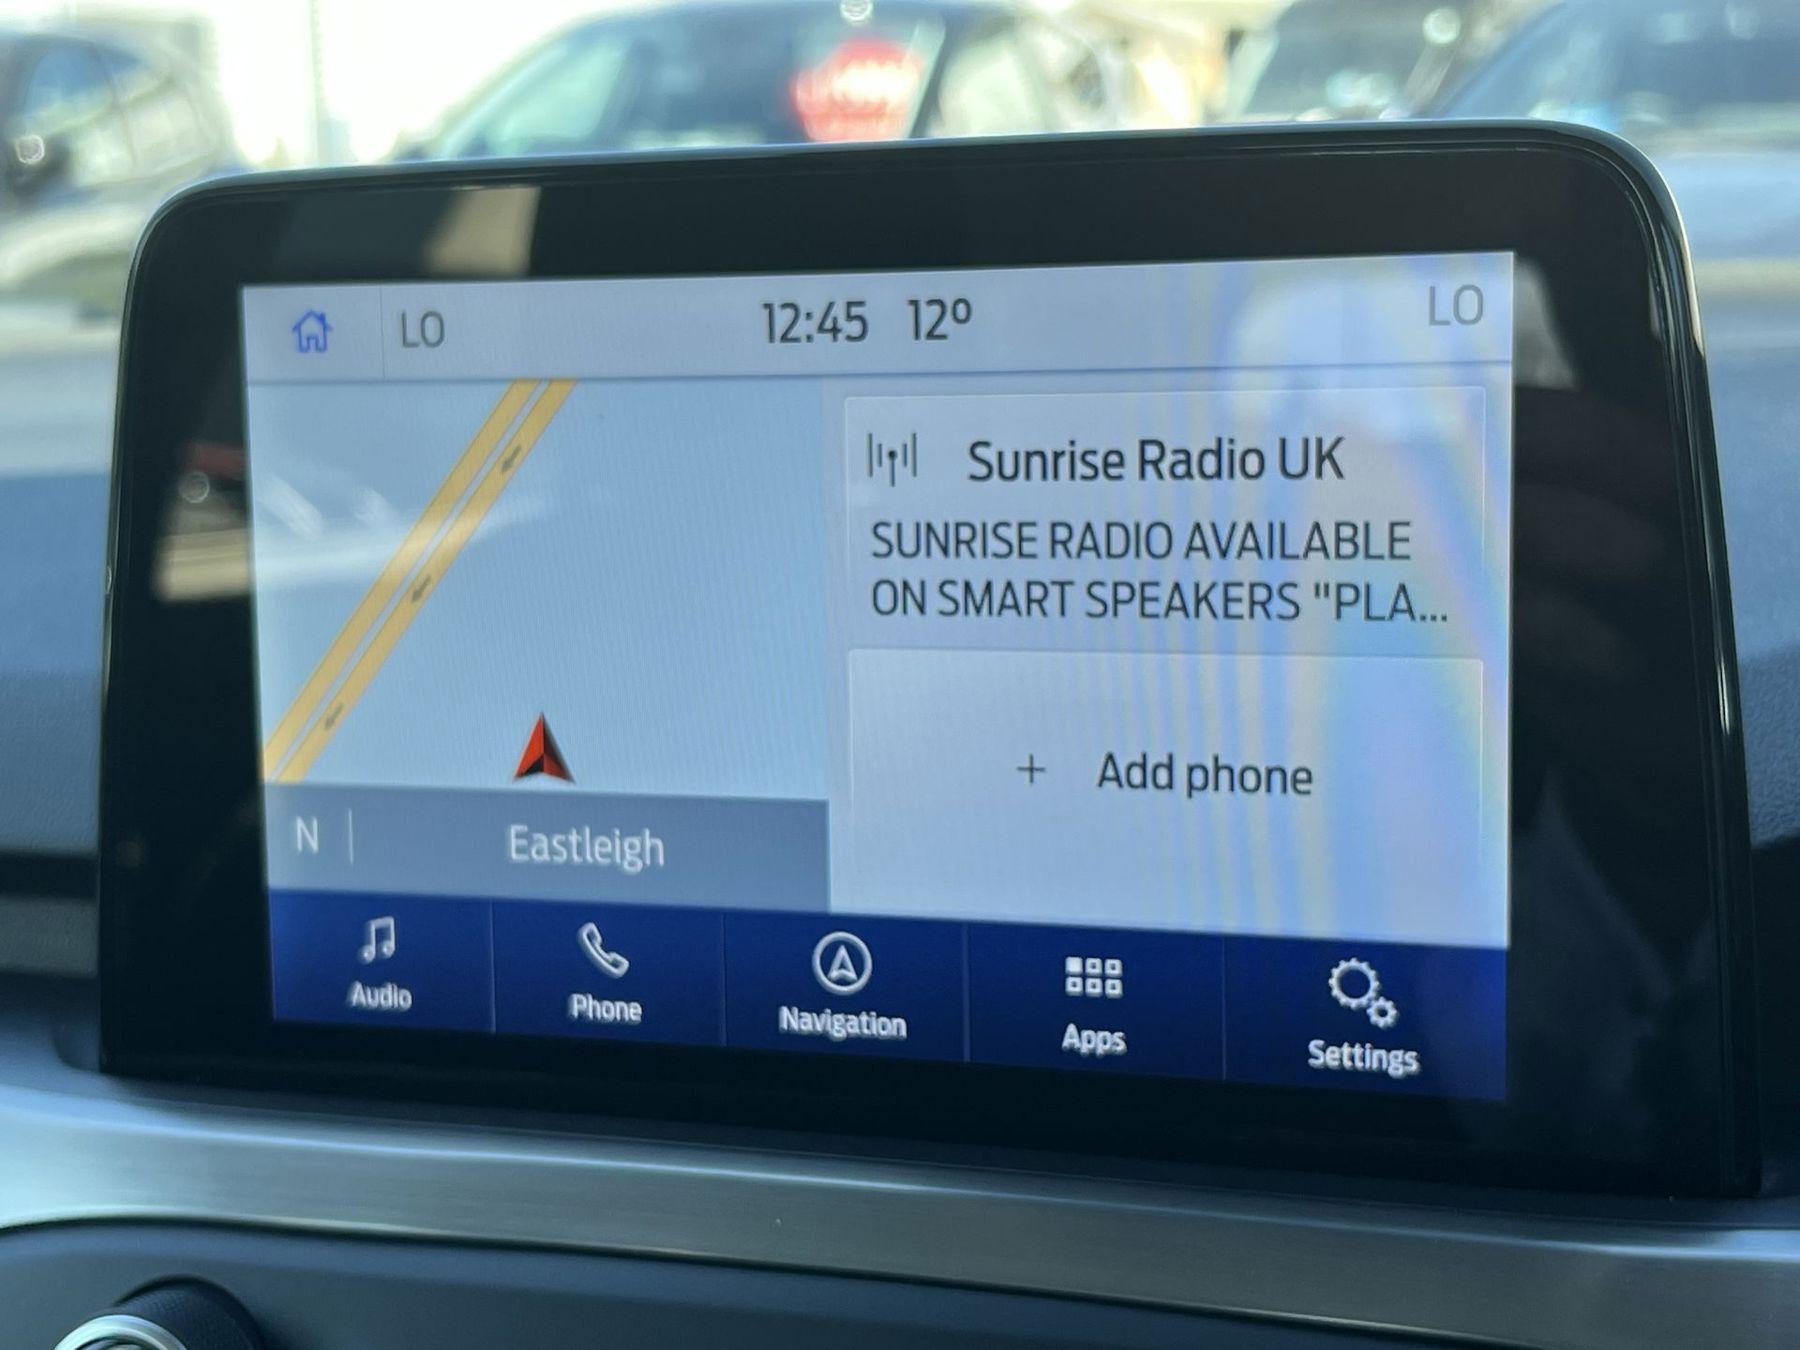 LO
12:45 12º
LO
Sunrise Radio UK
SUNRISE RADIO AVAILABLE
ON SMART SPEAKERS "PLA...
+ Add phone
N
Eastleigh
Audio
Phone
Navigation
Apps
Settings